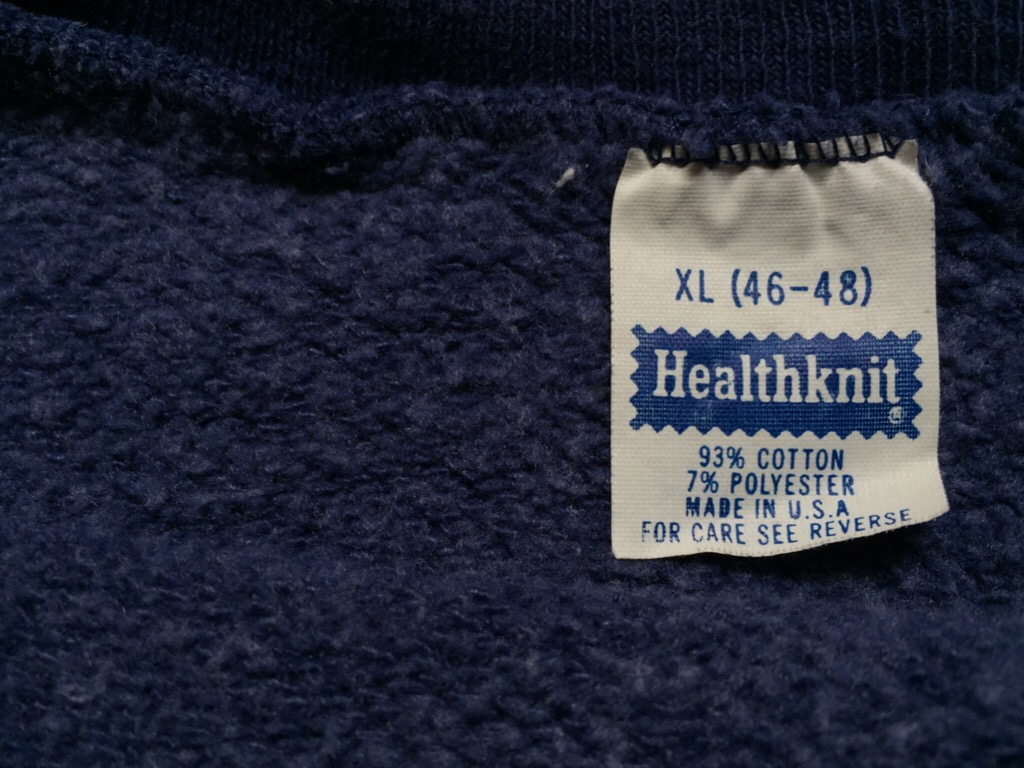 XL (46-48)
Healthknit
93% COTTON
7% POLYESTER
MADE IN U.S.A
FOR CARE SEE REVERSE